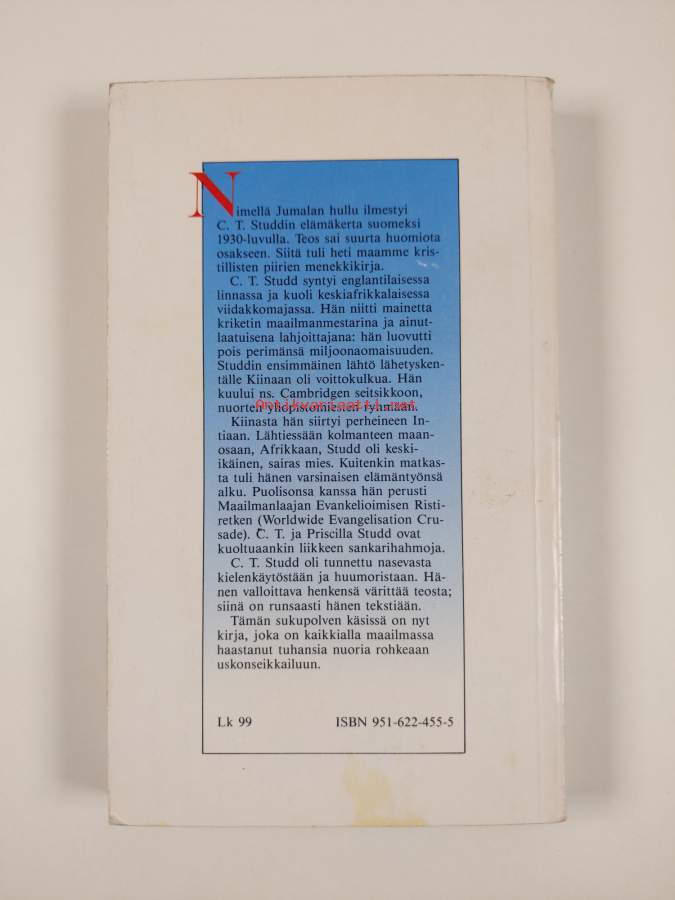 Nimellä Jumalan hullu ilmestyi
C. T. Studdin elämäkerta suomeksi
1930-luvulla. Teos sai suurta huomiota
osakseen. Siitä tuli heti maamme kris-
tillisten piirien menekkikirja.
C. T. Studd syntyi englantilaisessa
linnassa ja kuoli keskiafrikkalaisessa
viidakkomajassa. Hän niitti mainetta
kriketin maailmanmestarina ja ainut-
laatuisena lahjoittajana: hän luovutti
pois perimänsä miljoonaomaisuuden.
Studdin ensimmäinen lähtö lähetysken-
tälle Kiinaan oli voittokulkua. Hän
kuului ns. Cambridgen seitsikkoon,
Antikvariaatti.net
nuorten yliopistomiesten ryhmään.
Kiinasta hän siirtyi perheineen In-
tiaan. Lähtiessään kolmanteen maan-
osaan, Afrikkaan, Studd oli keski-
ikäinen, sairas mies. Kuitenkin matkas-
ta tuli hänen varsinaisen elämäntyönsä
alku. Puolisonsa kanssa hän perusti
Maailmanlaajan Evankelioimisen Risti-
retken (Worldwide Evangelisation Cru-
sade). C. T. ja Priscilla Studd ovat
kuoltuaankin liikkeen sankarihahmoja.
C. T. Studd oli tunnettu nasevasta
kielenkäytöstään ja huumoristaan. Hä-
nen valloittava henkensä värittää teosta;
siinä on runsaasti hänen tekstiään.
Tämän sukupolven käsissä on nyt
kirja, joka on kaikkialla maailmassa
haastanut tuhansia nuoria rohkeaan
uskonseikkailuun.
Lk 99 ISBN 951-622-455-5